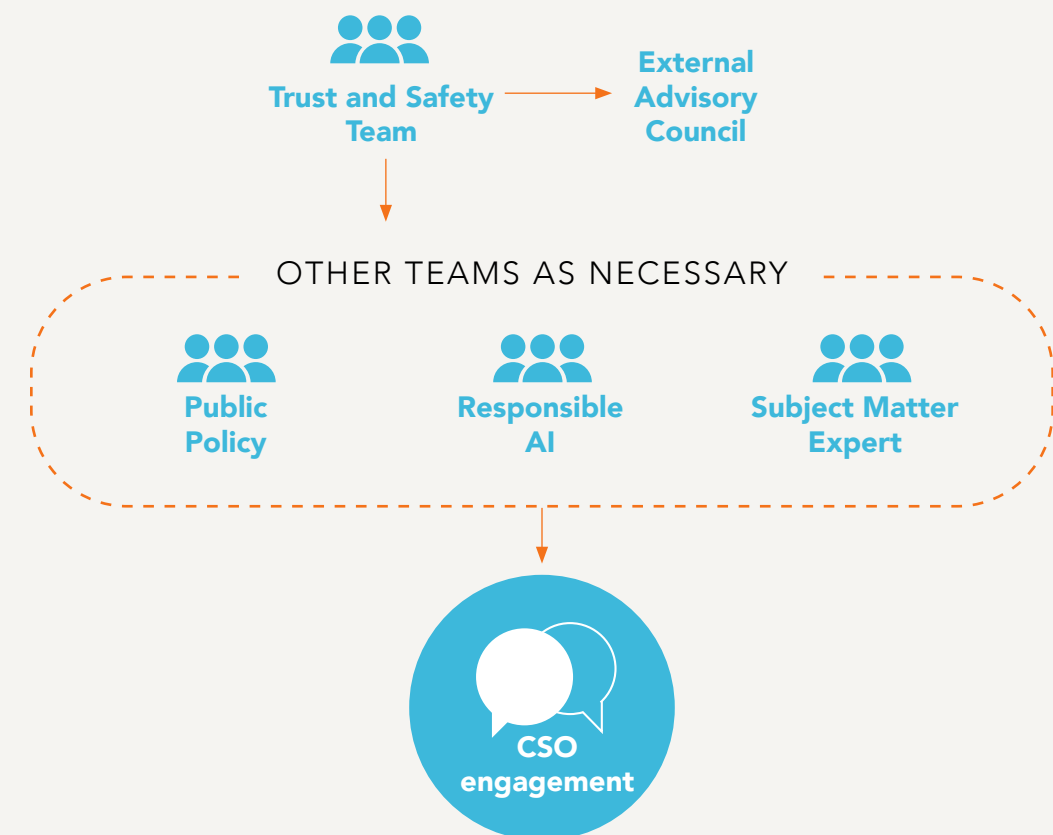 Trust and Safety
Team
External
Advisory
Council
OTHER TEAMS AS NECESSARY
Public
Policy
Responsible
AI
Subject Matter
Expert
CSO
engagement